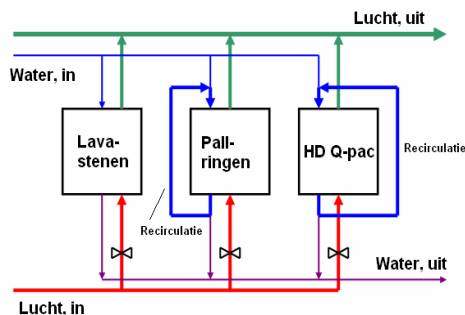 Lucht, uit
Water, in
Lava-
stenen
Pall-
ringen
HD Q-pac
Recirculatie
Recirculatie
Water, uit
Lucht, in